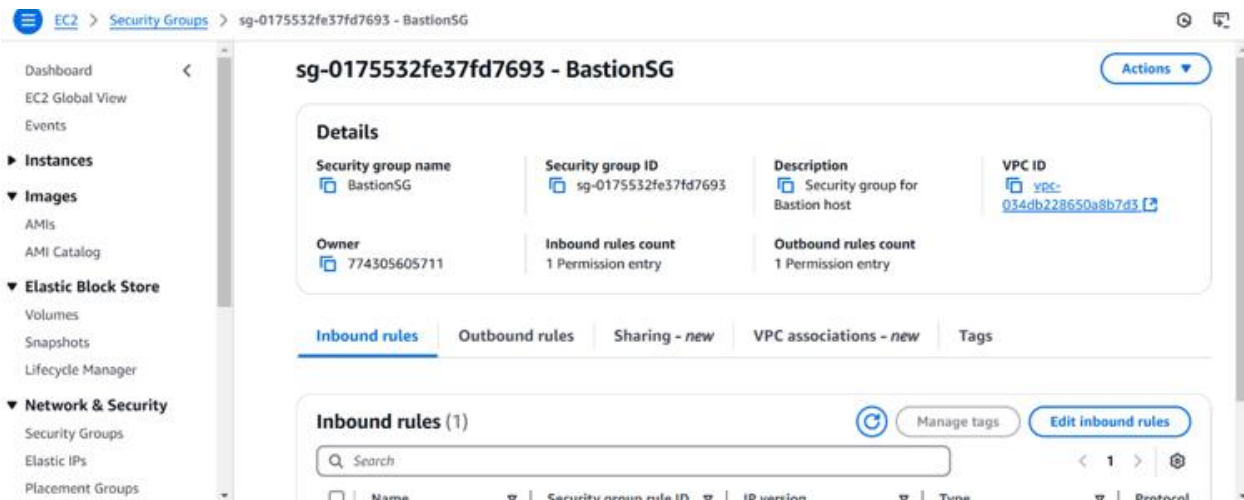 EC2 > Security Groups > sg-0175532fe37fd7693 - BastionSG
Dashboard
EC2 Global View
Events
Instances
Images
AMIs
AMI Catalog
Elastic Block Store
Volumes
Snapshots
Lifecycle Manager
Network & Security
Security Groups
Elastic IPs
Placement Groups
sg-0175532fe37fd7693 - BastionSG
Actions
Details
Security group name
BastionSG
Security group ID
sg-0175532fe37fd7693
Description
Security group for
Bastion host
VPC ID
vpc-
034db228650a8b7d3
Owner
774305605711
Inbound rules count
1 Permission entry
Outbound rules count
1 Permission entry
Inbound rules Outbound rules Sharing - new VPC associations - new Tags
Inbound rules (1)
Manage tags
Edit inbound rules
Search
< 1 >
Name Security group rule ID IP version Type Protocol